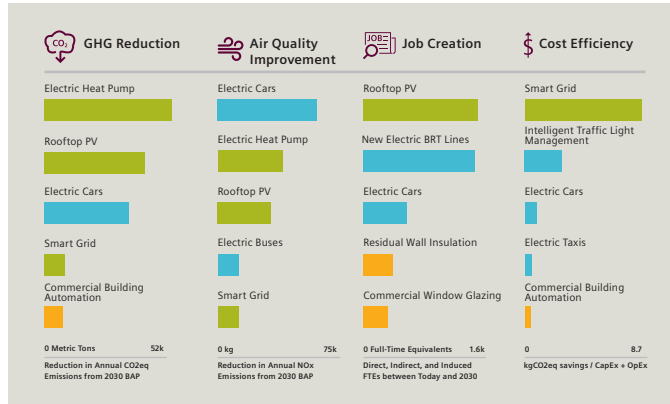 CO₂ GHG Reduction
Air Quality
Improvement
JOB Job Creation
$ Cost Efficiency
Electric Heat Pump
Rooftop PV
Electric Cars
Smart Grid
Commercial Building
Automation
0 Metric Tons 52k
Reduction in Annual CO2eq
Emissions from 2030 BAP
Electric Cars
Electric Heat Pump
Rooftop PV
Electric Buses
Smart Grid
0 kg 75k
Reduction in Annual NOx
Emissions from 2030 BAP
Rooftop PV
New Electric BRT Lines
Electric Cars
Residual Wall Insulation
Commercial Window Glazing
0 Full-Time Equivalents 1.6k
Direct, Indirect, and Induced
FTEs between Today and 2030
Smart Grid
Intelligent Traffic Light
Management
Electric Cars
Electric Taxis
Commercial Building
Automation
0 8.7
kgCO2eq savings / CapEx + OpEx